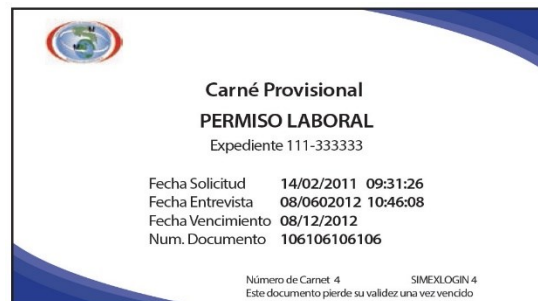 Carné Provisional
PERMISO LABORAL
Expediente 111-333333
Fecha Solicitud 14/02/2011 09:31:26
Fecha Entrevista 08/0602012 10:46:08
Fecha Vencimiento 08/12/2012
Num. Documento 106106106106
Número de Carnet 4 SIMEXLOGIN 4
Este documento pierde su validez una vez vencido